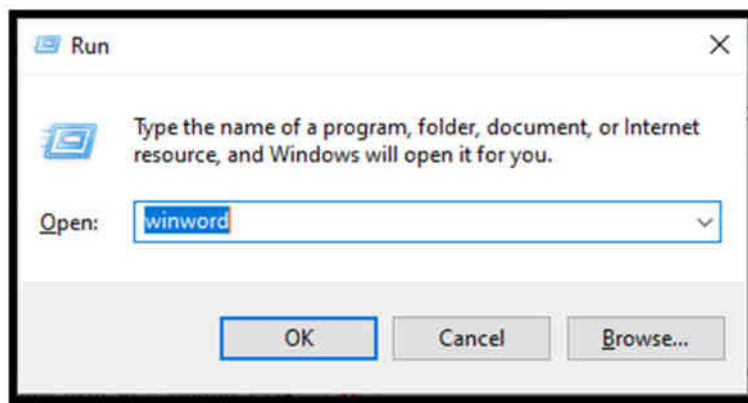 Run
Type the name of a program, folder, document, or Internet
resource, and Windows will open it for you.
Open: winword
OK Cancel Browse...